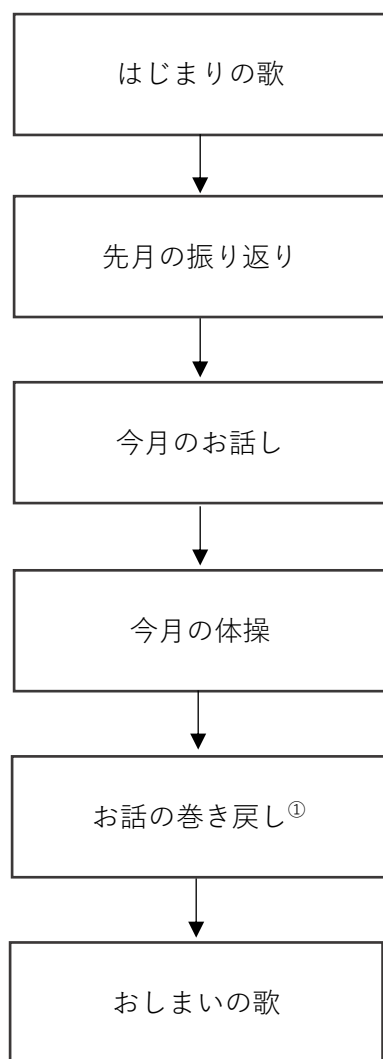 はじまりの歌
先月の振り返り
今月のお話し
今月の体操
お話の巻き戻し①
おしまいの歌